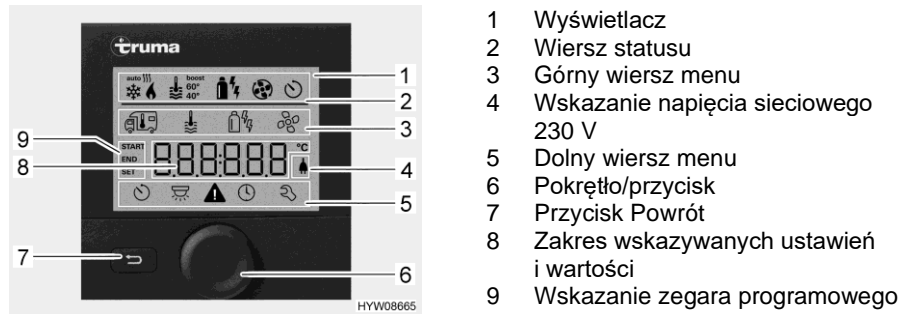 truma
auto
boost
60°
40°
1
2
3
START
END
SET
°C
9
8
4
5
7
6
HYW08665
1 Wyświetlacz
2 Wiersz statusu
3 Górny wiersz menu
4 Wskazanie napięcia sieciowego
230 V
5 Dolny wiersz menu
6 Pokrętło/przycisk
7 Przycisk Powrót
8 Zakres wskazywanych ustawień
i wartości
9 Wskazanie zegara programowego